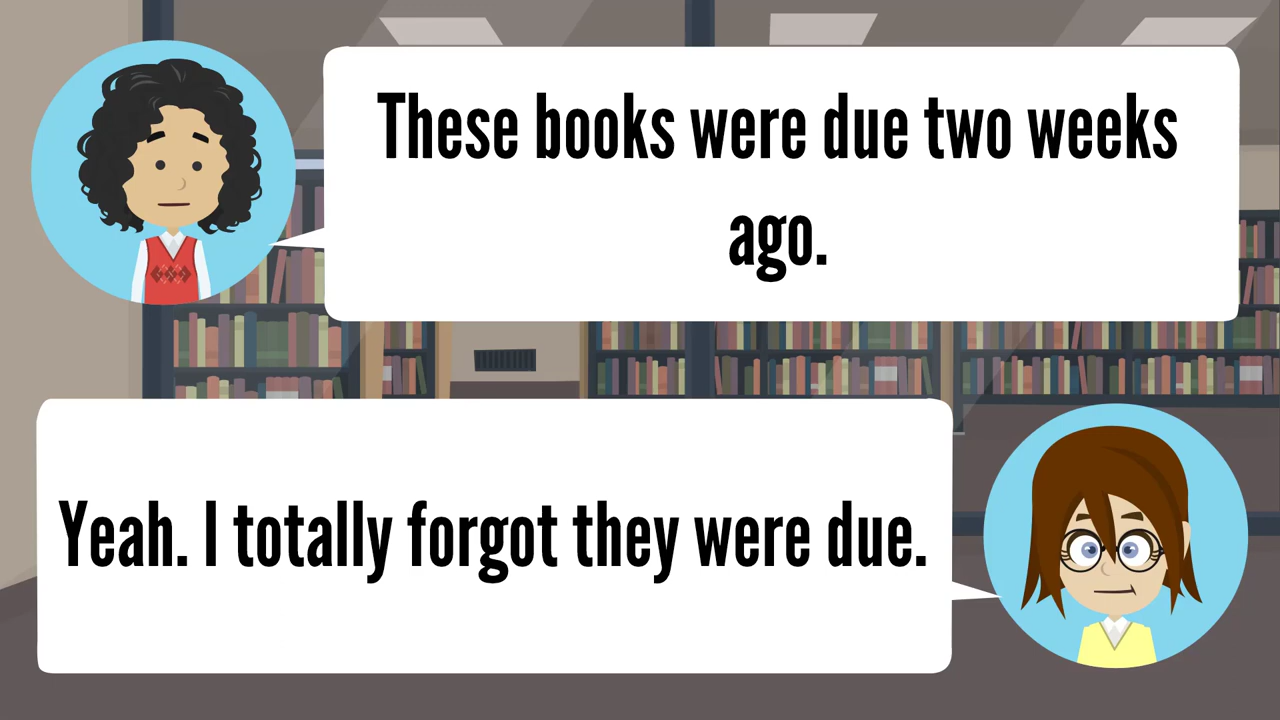 These books were due two weeks
ago.
Yeah. I totally forgot they were due.